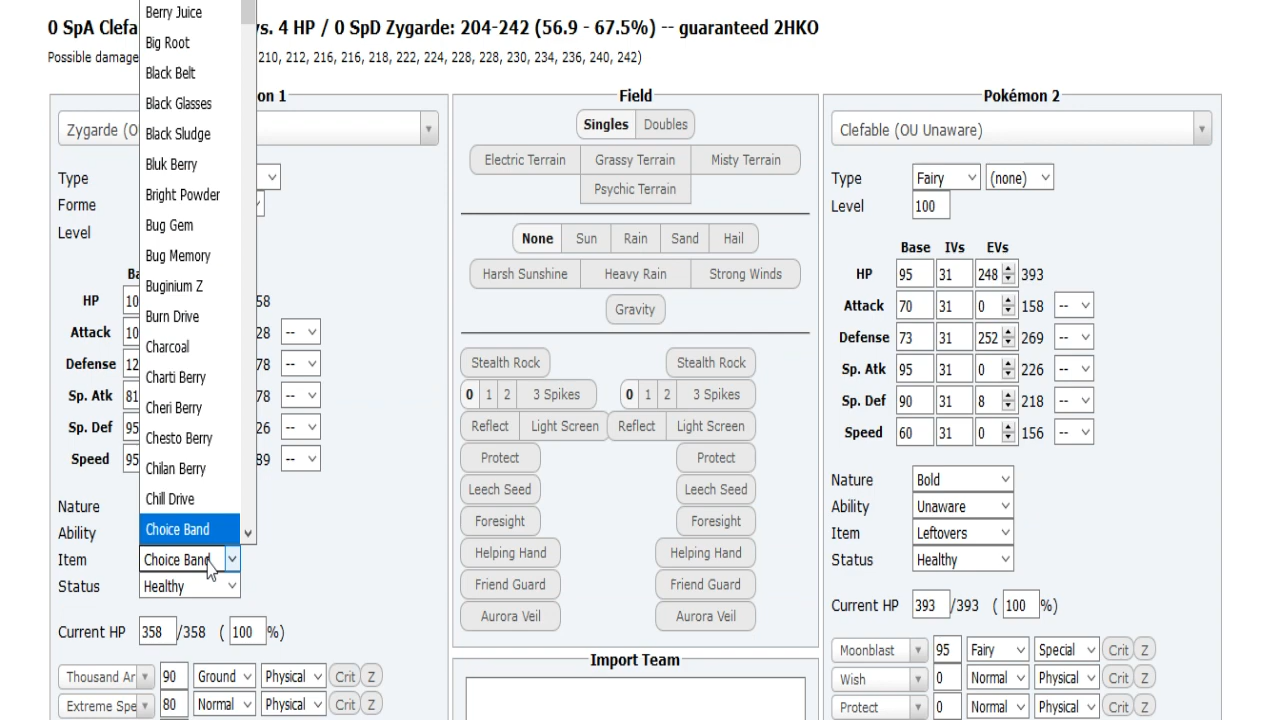 0 SpA Clefa vs. 4 HP / 0 SpD Zygarde: 204-242 (56.9 - 67.5%) -- guaranteed 2HKO
Possible damage 210, 212, 216, 216, 218, 222, 224, 228, 228, 230, 234, 236, 240, 242)
Berry Juice
Big Root
Black Belt
Black Glasses
Black Sludge
Bluk Berry
Bright Powder
Bug Gem
Bug Memory
Buginium Z
Burn Drive
Charcoal
Charti Berry
Cheri Berry
Chesto Berry
Chilan Berry
Chill Drive
Choice Band
on 1
Zygarde (O
Type
Forme
Level
Ba
HP 10 58
Attack 10 28 --
Defense 12 78 --
Sp. Atk 81 78 --
Sp. Def 95 26 --
Speed 95 89 --
Nature
Ability
Item Choice Band
Status Healthy
Current HP 358 /358 ( 100 %)
Thousand Ar 90 Ground Physical Crit Z
Extreme Spe 80 Normal Physical Crit Z
Field
Singles Doubles
Electric Terrain Grassy Terrain Misty Terrain
Psychic Terrain
None Sun Rain Sand Hail
Harsh Sunshine Heavy Rain Strong Winds
Gravity
Stealth Rock Stealth Rock
0 1 2 3 Spikes 0 1 2 3 Spikes
Reflect Light Screen Reflect Light Screen
Protect Protect
Leech Seed Leech Seed
Foresight Foresight
Helping Hand Helping Hand
Friend Guard Friend Guard
Aurora Veil Aurora Veil
Import Team
Pokémon 2
Clefable (OU Unaware)
Type Fairy (none)
Level 100
Base IVs EVs
HP 95 31 248 393
Attack 70 31 0 158 --
Defense 73 31 252 269 --
Sp. Atk 95 31 0 226 --
Sp. Def 90 31 8 218 --
Speed 60 31 0 156 --
Nature Bold
Ability Unaware
Item Leftovers
Status Healthy
Current HP 393 /393 ( 100 %)
Moonblast 95 Fairy Special Crit Z
Wish 0 Normal Physical Crit Z
Protect 0 Normal Physical Crit Z